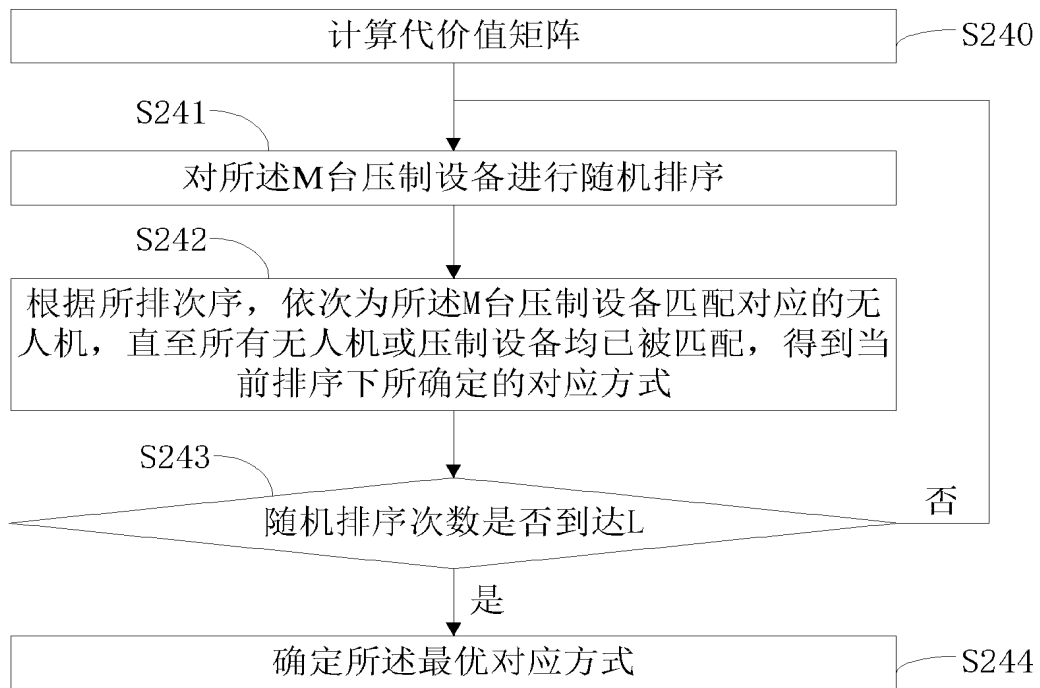 计算代价值矩阵
S240
S241
对所述M台压制设备进行随机排序
S242
根据所排次序，依次为所述M台压制设备匹配对应的无
人机，直至所有无人机或压制设备均已被匹配，得到当
前排序下所确定的对应方式
S243
随机排序次数是否到达L
否
是
确定所述最优对应方式
S244